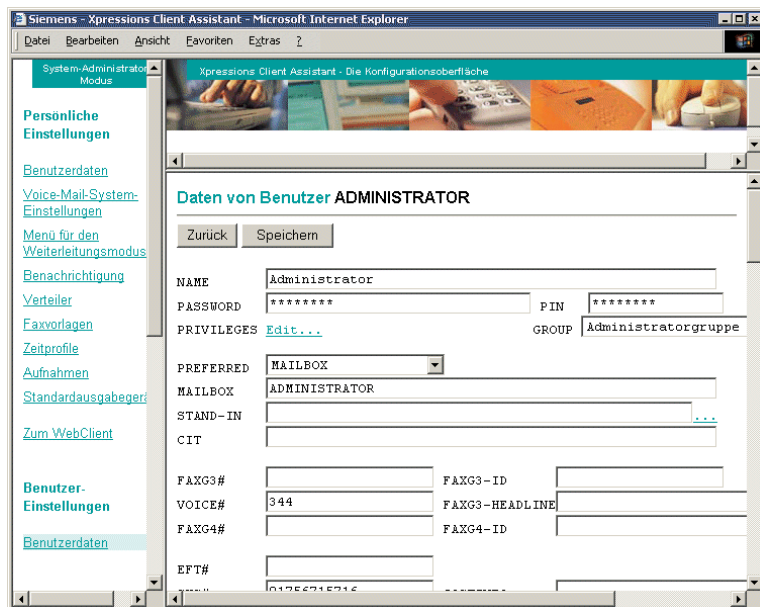 Siemens - Xpressions Client Assistant - Microsoft Internet Explorer
Datei Bearbeiten Ansicht Favoriten Extras ?
System-Administrator
Modus
Persönliche
Einstellungen
Benutzerdaten
Voice-Mail-System-
Einstellungen
Menü für den
Weiterleitungsmodus
Benachrichtigung
Verteiler
Faxvorlagen
Zeitprofile
Aufnahmen
Standardausgabegerä
Zum WebClient
Benutzer-
Einstellungen
Benutzerdaten
Xpressions Client Assistant - Die Konfigurationsoberfläche
Daten von Benutzer ADMINISTRATOR
Zurück Speichern
NAME Administrator
PASSWORD ******** PIN ********
PRIVILEGES Edit... GROUP Administratorgruppe
PREFERRED MAILBOX
MAILBOX ADMINISTRATOR
STAND-IN ...
CIT
FAXG3# FAXG3-ID
VOICE# 344 FAXG3-HEADLINE
FAXG4# FAXG4-ID
EFT#